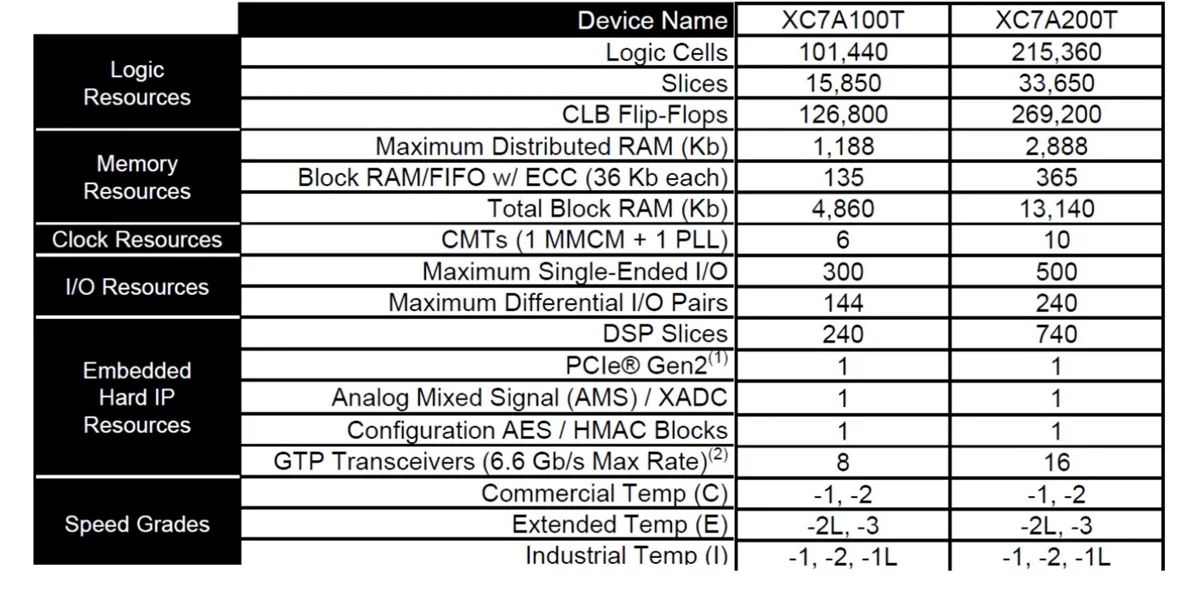 Device Name XC7A100T XC7A200T
Logic Resources
Logic Cells 101,440 215,360
Slices 15,850 33,650
CLB Flip-Flops 126,800 269,200
Memory Resources
Maximum Distributed RAM (Kb) 1,188 2,888
Block RAM/FIFO w/ ECC (36 Kb each) 135 365
Total Block RAM (Kb) 4,860 13,140
Clock Resources CMTs (1 MMCM + 1 PLL) 6 10
I/O Resources
Maximum Single-Ended I/O 300 500
Maximum Differential I/O Pairs 144 240
Embedded Hard IP Resources
DSP Slices 240 740
PCIe® Gen2(1) 1 1
Analog Mixed Signal (AMS) / XADC 1 1
Configuration AES / HMAC Blocks 1 1
GTP Transceivers (6.6 Gb/s Max Rate)(2) 8 16
Speed Grades
Commercial Temp (C) -1, -2 -1, -2
Extended Temp (E) -2L, -3 -2L, -3
Industrial Temp (I) -1, -2, -1L -1, -2, -1L